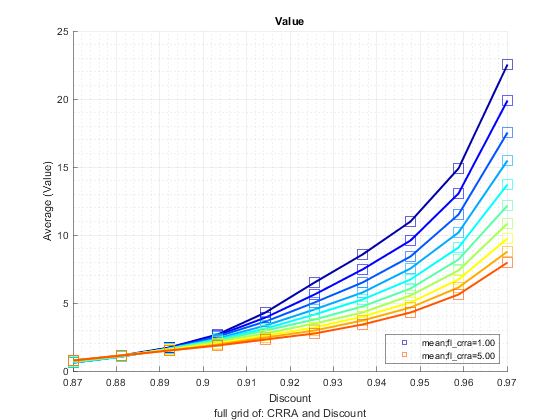 Value
25
20
15
10
5
0
Average (Value)
0.87 0.88 0.89 0.9 0.91 0.92 0.93 0.94 0.95 0.96 0.97
Discount
full grid of: CRRA and Discount
mean;fl_crra=1.00
mean;fl_crra=5.00